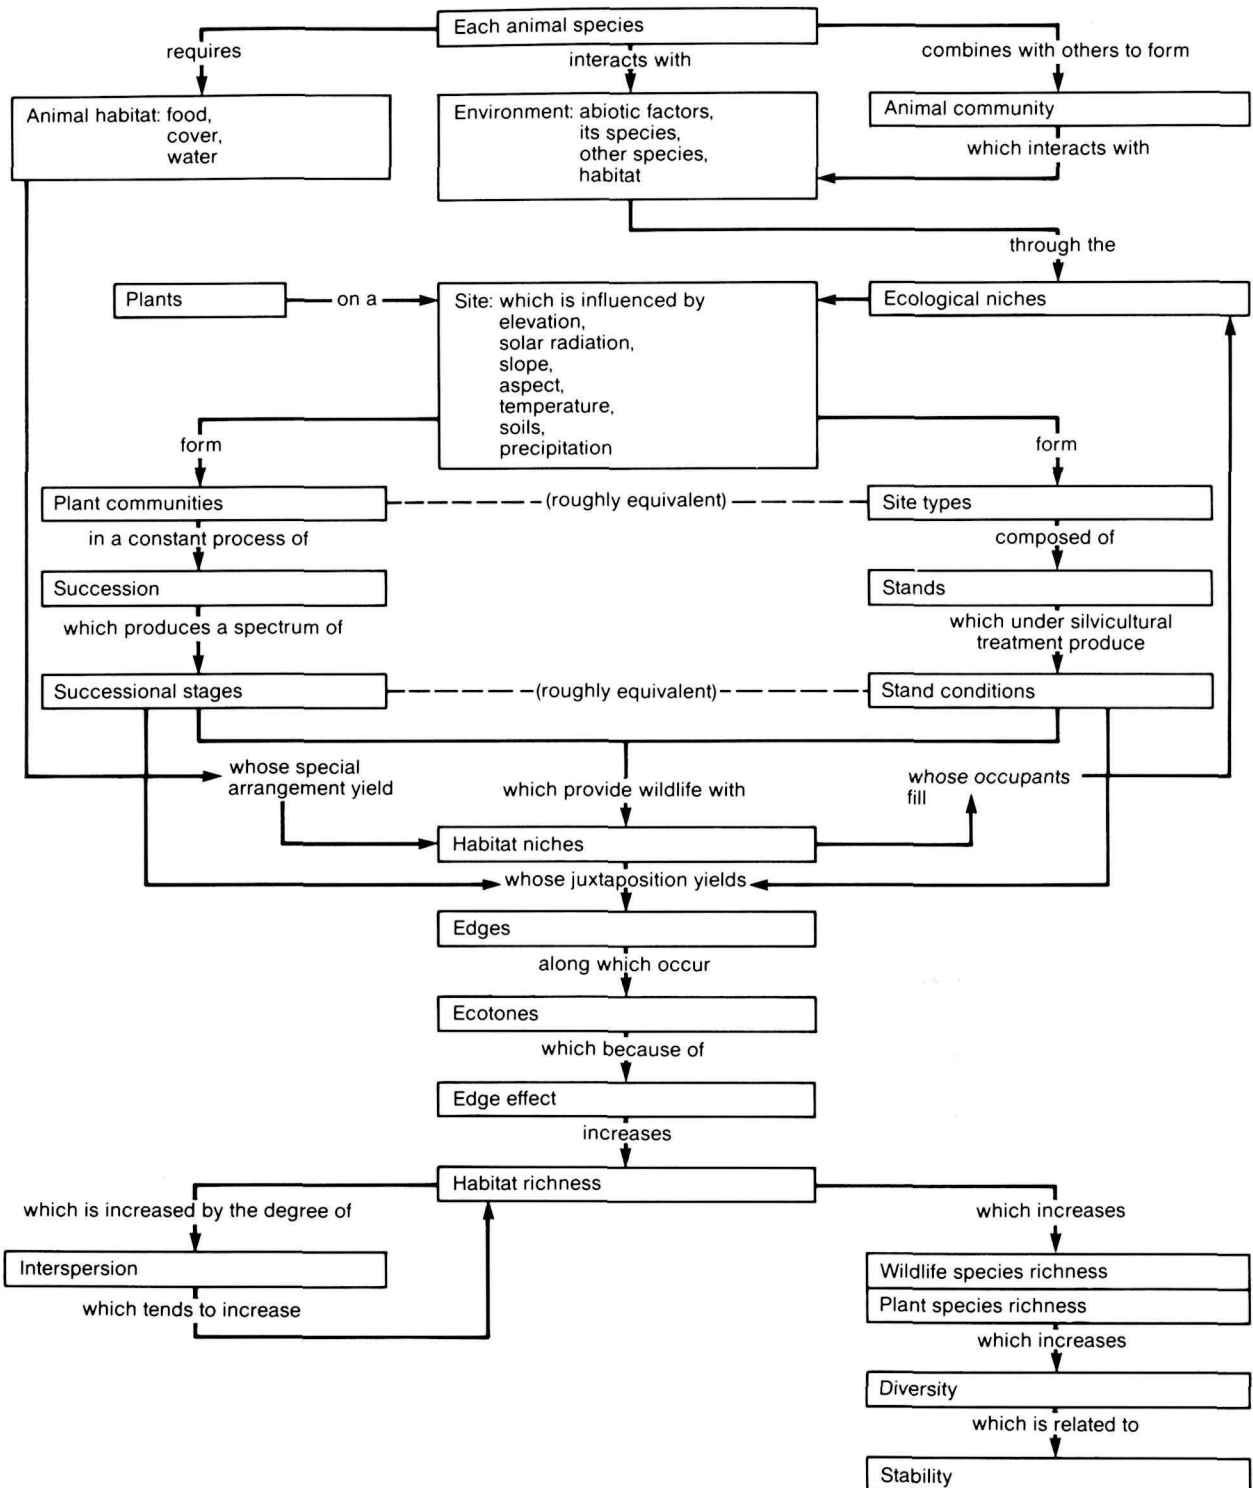 Each animal species
requires
interacts with
combines with others to form
Animal habitat: food,
cover,
water
Environment: abiotic factors,
its species,
other species,
habitat
Animal community
which interacts with
through the
Plants
on a
Site: which is influenced by
elevation,
solar radiation,
slope,
aspect,
temperature,
soils,
precipitation
Ecological niches
form
form
Plant communities
(roughly equivalent)
Site types
in a constant process of
composed of
Succession
Stands
which produces a spectrum of
which under silvicultural
treatment produce
Successional stages
(roughly equivalent)
Stand conditions
whose special
arrangement yield
which provide wildlife with
whose occupants
fill
Habitat niches
whose juxtaposition yields
Edges
along which occur
Ecotones
which because of
Edge effect
increases
Habitat richness
which is increased by the degree of
which increases
Interspersion
which tends to increase
Wildlife species richness
Plant species richness
which increases
Diversity
which is related to
Stability